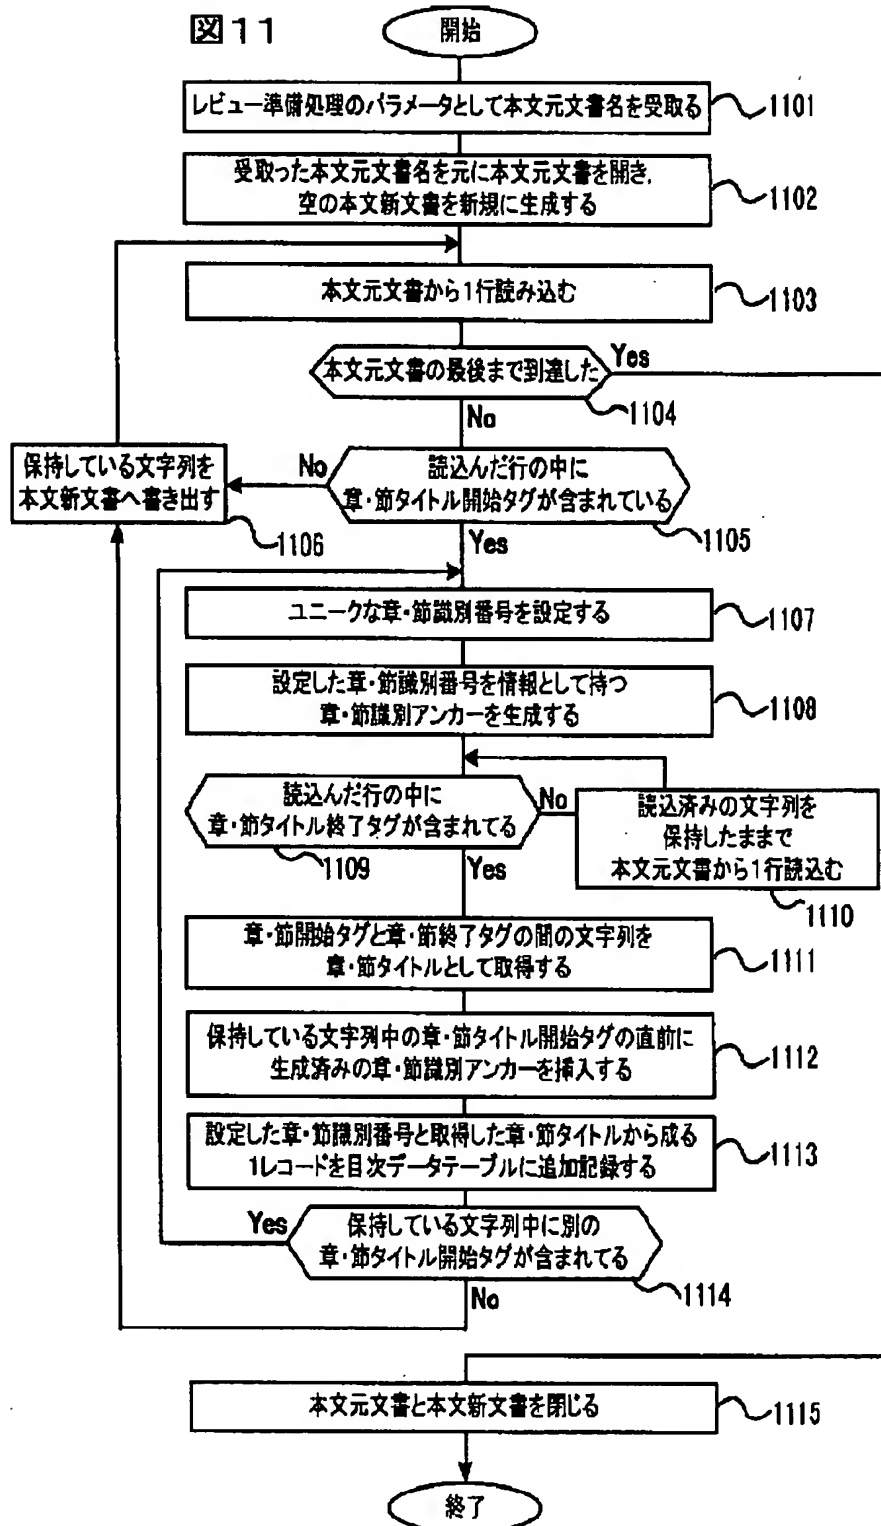 図11
開始
レビュー準備処理のパラメータとして本文元文書名を受取る
1101
受取った本文元文書名を元に本文元文書を開き,
空の本文新文書を新規に生成する
1102
本文元文書から1行読み込む
1103
本文元文書の最後まで到達した
Yes
1104
No
読込んだ行の中に
章・節タイトル開始タグが含まれている
1105
No
Yes
保持している文字列を
本文新文書へ書き出す
1106
ユニークな章・節識別番号を設定する
1107
設定した章・節識別番号を情報として持つ
章・節識別アンカーを生成する
1108
読込んだ行の中に
章・節タイトル終了タグが含まれてる
1109
No
Yes
読込済みの文字列を
保持したままで
本文元文書から1行読込む
1110
章・節開始タグと章・節終了タグの間の文字列を
章・節タイトルとして取得する
1111
保持している文字列中の章・節タイトル開始タグの直前に
生成済みの章・節識別アンカーを挿入する
1112
設定した章・節識別番号と取得した章・節タイトルから成る
1レコードを目次データテーブルに追加記録する
1113
Yes
保持している文字列中に別の
章・節タイトル開始タグが含まれてる
1114
No
本文元文書と本文新文書を閉じる
1115
終了